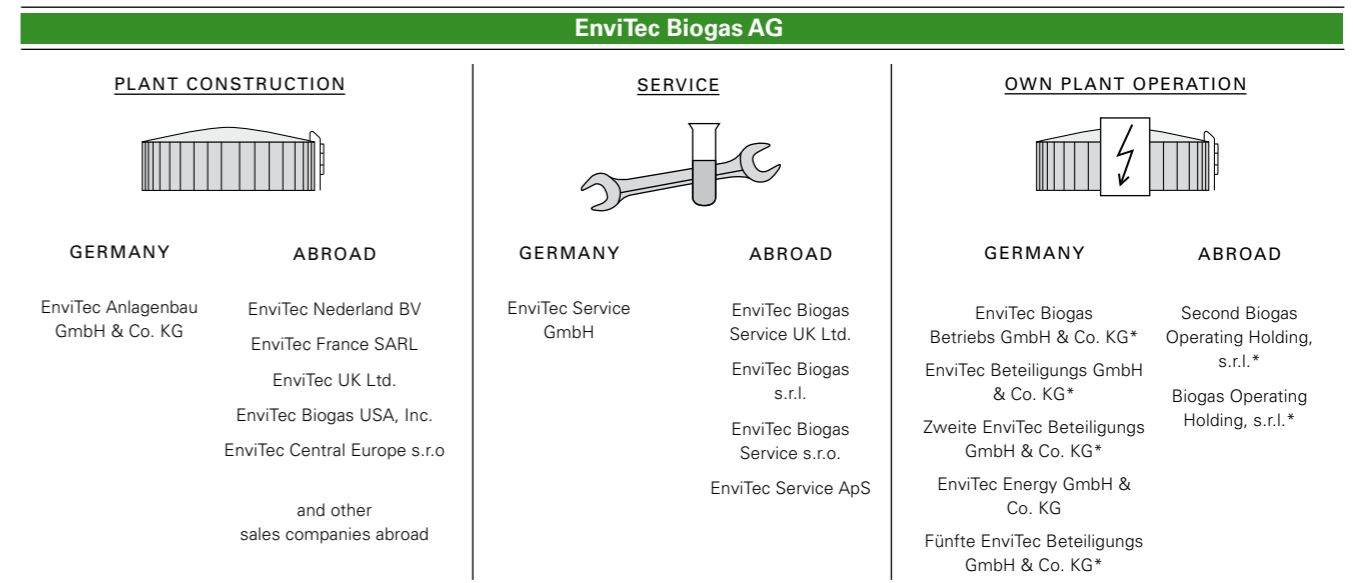 EnviTec Biogas AG
PLANT CONSTRUCTION
GERMANY
EnviTec Anlagenbau
GmbH & Co. KG
ABROAD
EnviTec Nederland BV
EnviTec France SARL
EnviTec UK Ltd.
EnviTec Biogas USA, Inc.
EnviTec Central Europe s.r.o
and other
sales companies abroad
SERVICE
GERMANY
EnviTec Service
GmbH
ABROAD
EnviTec Biogas
Service UK Ltd.
EnviTec Biogas
s.r.l.
EnviTec Biogas
Service s.r.o.
EnviTec Service ApS
OWN PLANT OPERATION
GERMANY
EnviTec Biogas
Betriebs GmbH & Co. KG*
EnviTec Beteiligungs GmbH
& Co. KG*
Zweite EnviTec Beteiligungs
GmbH & Co. KG*
EnviTec Energy GmbH &
Co. KG
Fünfte EnviTec Beteiligungs
GmbH & Co. KG*
ABROAD
Second Biogas
Operating Holding,
s.r.l.*
Biogas Operating
Holding, s.r.l.*